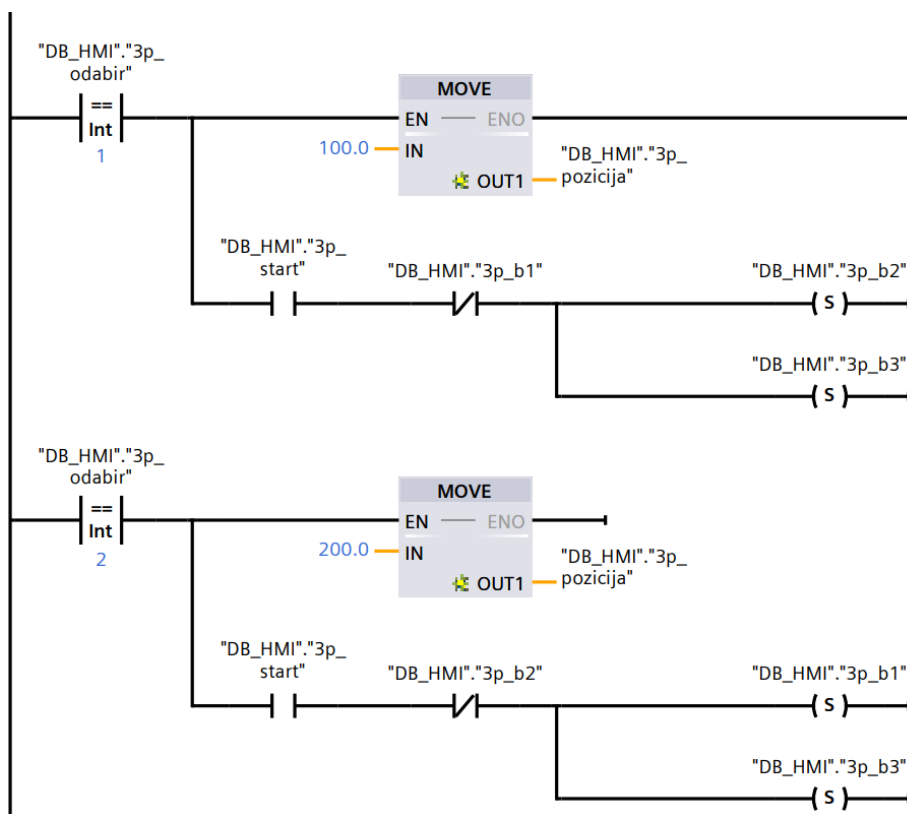 "DB_HMI"."3p_
odabir"
==
Int
1
MOVE
EN
ENO
100.0
IN
OUT1
"DB_HMI"."3p_
pozicija"
"DB_HMI"."3p_
start"
"DB_HMI"."3p_b1"
"DB_HMI"."3p_b2"
S
"DB_HMI"."3p_b3"
S
"DB_HMI"."3p_
odabir"
==
Int
2
MOVE
EN
ENO
200.0
IN
OUT1
"DB_HMI"."3p_
pozicija"
"DB_HMI"."3p_
start"
"DB_HMI"."3p_b2"
"DB_HMI"."3p_b1"
S
"DB_HMI"."3p_b3"
S